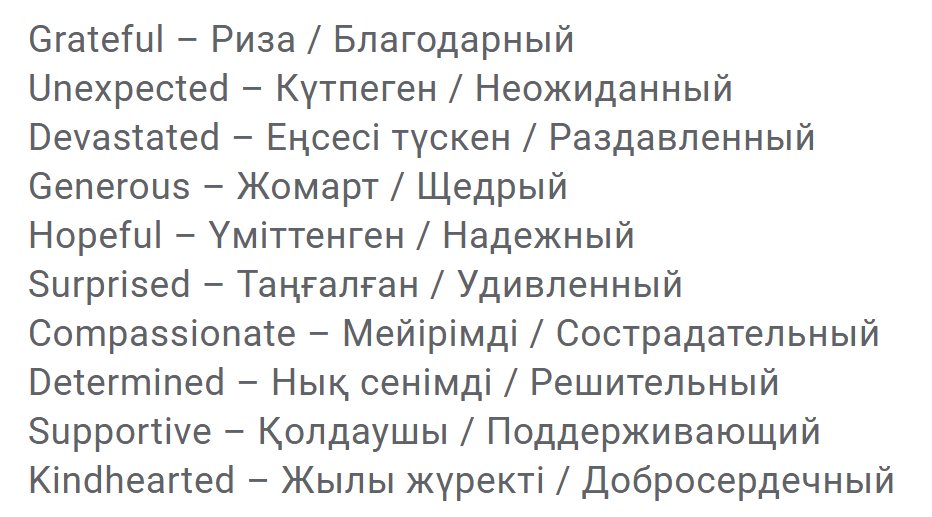 Grateful – Риза / Благодарный
Unexpected – Күтпеген / Неожиданный
Devastated – Еңсесі түскен / Раздавленный
Generous – Жомарт / Щедрый
Hopeful – Үміттенген / Надежный
Surprised – Таңғалған / Удивленный
Compassionate – Мейірімді / Сострадательный
Determined – Нық сенімді / Решительный
Supportive – Қолдаушы / Поддерживающий
Kindhearted – Жылы жүректі / Добросердечный